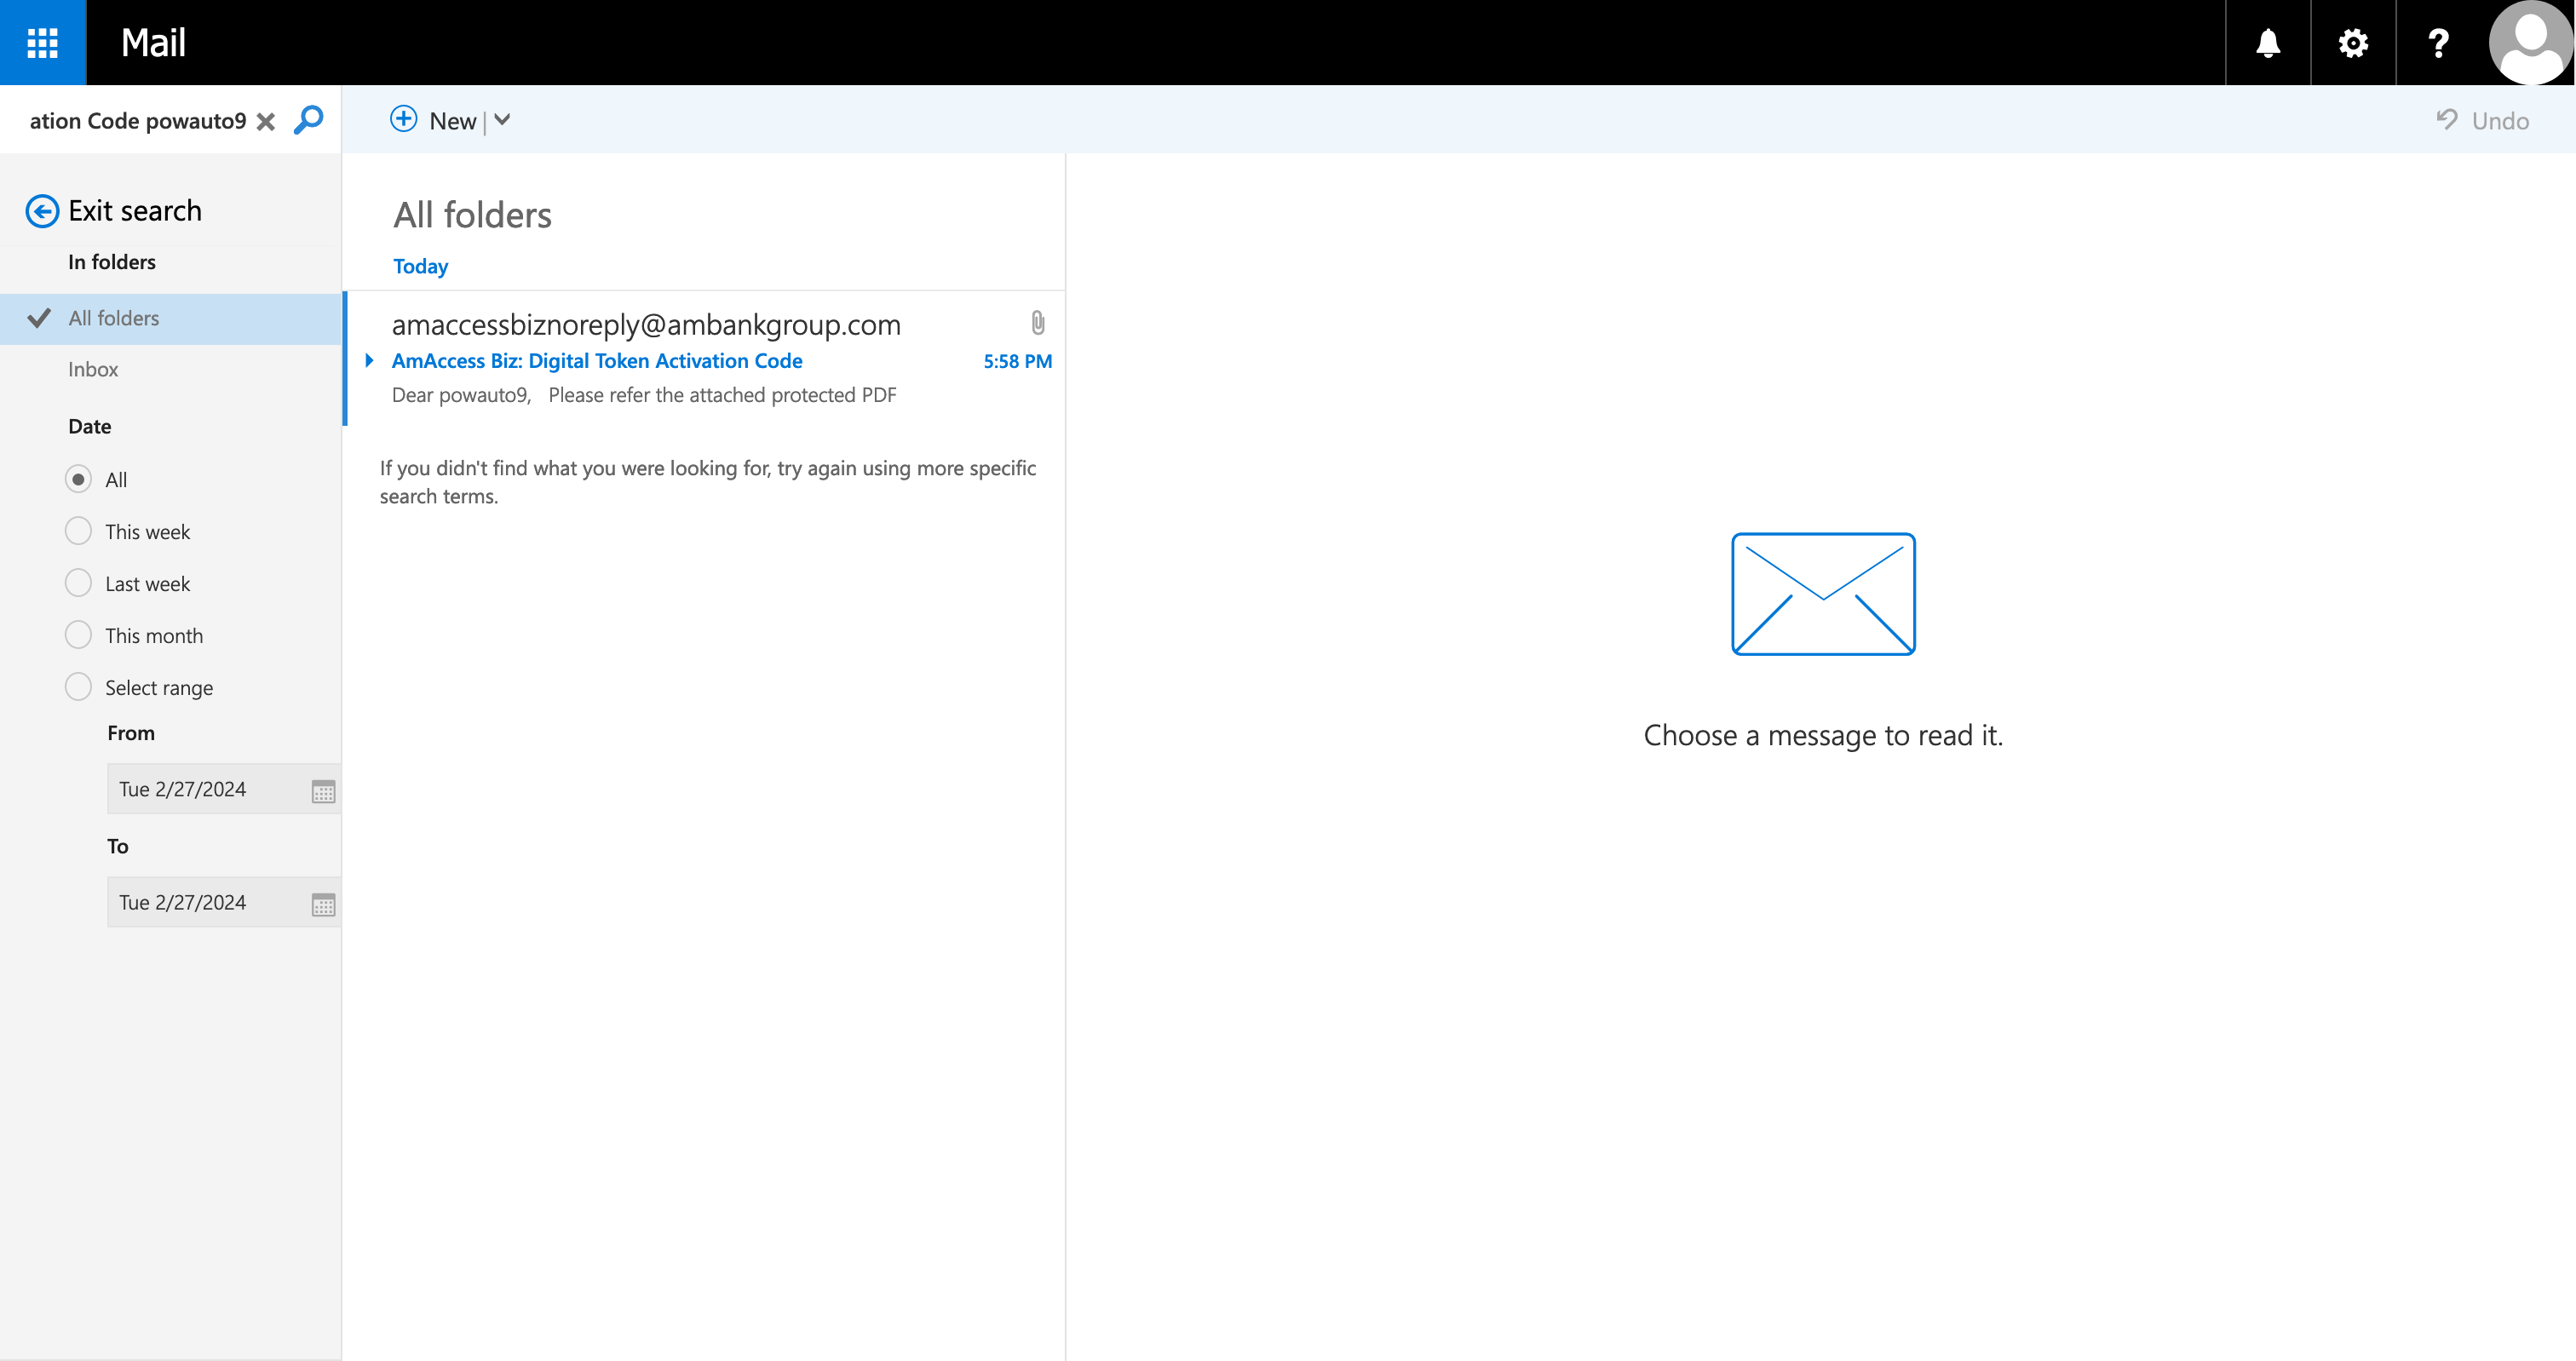 Mail
ation Code powauto9
New
Undo
Exit search
In folders
All folders
Inbox
Date
All
This week
Last week
This month
Select range
From
Tue 2/27/2024
To
Tue 2/27/2024
All folders
Today
amaccessbiznoreply@ambankgroup.com
AmAccess Biz: Digital Token Activation Code 5:58 PM
Dear powauto9, Please refer the attached protected PDF
If you didn't find what you were looking for, try again using more specific
search terms.
Choose a message to read it.